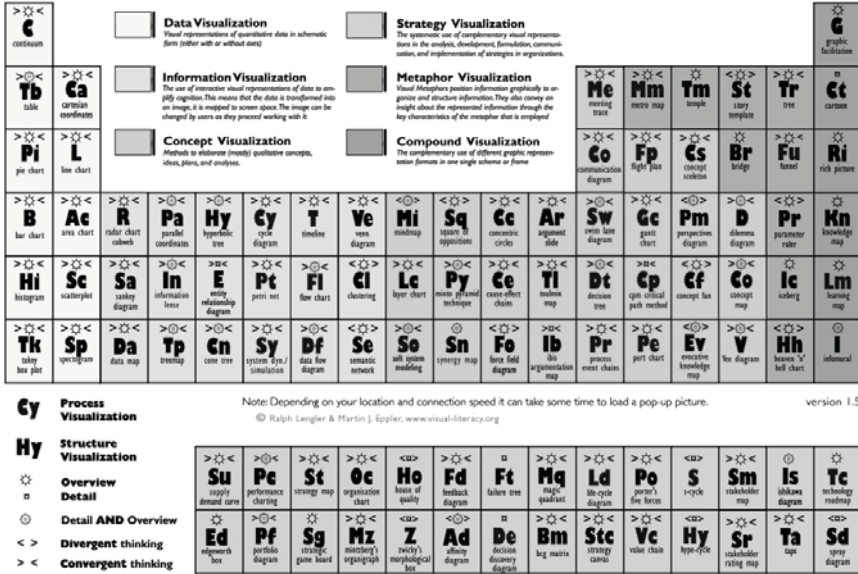 > < 
C
continuum
Data Visualization
Visual representations of quantitative data in schematic
form (either with or without axes)
Strategy Visualization
The systematic use of complementary visual representa-
tions in the analysis, development, formulation, communi-
cation, and implementation of strategies in organizations.
G
graphic
facilitation
Tb
table
Ca
cartesian
coordinates
Information Visualization
The use of interactive visual representations of data to am-
plify cognition. This means that the data is transformed into
an image, it is mapped to screen space. The image can be
changed by users as they proceed working with it
Metaphor Visualization
Visual Metaphors position information graphically to or-
ganize and structure information. They also convey an
insight about the represented information through the
key characteristics of the metaphor that is employed
Me
meeting
trace
Mm
metro map
Tm
temple
St
story
template
Tr
tree
Ct
cartoon
Pi
pie chart
L
line chart
Concept Visualization
Methods to elaborate (mostly) qualitative concepts,
ideas, plans, and analyses.
Compound Visualization
The complementary use of different graphic represen-
tation formats in one single schema or frame
Co
communication
diagram
Fp
flight plan
Cs
concept
sceleton
Br
bridge
Fu
funnel
Ri
rich picture
B
bar chart
Ac
area chart
R
radar chart
cobweb
Pa
parallel
coordinates
Hy
hyperbolic
tree
Cy
cycle
diagram
T
timeline
Ve
venn
diagram
Mi
mindmap
Sq
square of
oppositions
Cc
concentric
circles
Ar
argument
slide
Sw
swim lane
diagram
Gc
gantt
chart
Pm
perspectives
diagram
D
dilemma
diagram
Pr
parameter
ruler
Kn
knowledge
map
Hi
histogram
Sc
scatterplot
Sa
sankey
diagram
In
information
lense
E
entity
relationship
diagram
Pt
petri net
Fl
flow chart
Cl
clustering
Lc
layer chart
Py
minto pyramid
technique
Ce
cause-effect
chains
Tl
toulmin
map
Dt
decision
tree
Cp
cpm critical
path method
Cf
concept fan
Co
concept
map
Ic
iceberg
Lm
learning
map
Tk
tukey
box plot
Sp
spectogram
Da
data map
Tp
treemap
Cn
cone tree
Sy
system dyn./
simulation
Df
data flow
diagram
Se
semantic
network
So
soft system
modeling
Sn
synergy map
Fo
force field
diagram
Ib
ibis
argumentation
map
Pr
process
event chains
Pe
pert chart
Ev
evocative
knowledge
map
V
Vee diagram
Hh
heaven 'n'
hell chart
I
infomural
Cy Process
Visualization
Note: Depending on your location and connection speed it can take some time to load a pop-up picture.
version 1.5
© Ralph Lengler & Martin J. Eppler, www.visual-literacy.org
Hy Structure
Visualization
Overview
Detail
Detail AND Overview
< > Divergent thinking
> < Convergent thinking
Su
supply
demand curve
Pc
performance
charting
St
strategy map
Oc
organisation
chart
Ho
house of
quality
Fd
feedback
diagram
Ft
failure tree
Mq
magic
quadrant
Ld
life-cycle
diagram
Po
porter's
five forces
S
s-cycle
Sm
stakeholder
map
Is
ishikawa
diagram
Tc
technology
roadmap
Ed
edgeworth
box
Pf
portfolio
diagram
Sg
strategic
game board
Mz
mintzberg's
organigraph
Z
zwicky's
morphological
box
Ad
affinity
diagram
De
decision
discovery
diagram
Bm
bcg matrix
Stc
strategy
canvas
Vc
value chain
Hy
hype-cycle
Sr
stakeholder
rating map
Ta
taps
Sd
spray
diagram